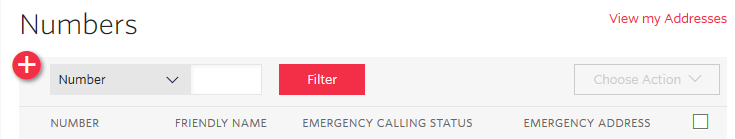 Numbers View my Addresses
Number Filter Choose Action
NUMBER FRIENDLY NAME EMERGENCY CALLING STATUS EMERGENCY ADDRESS